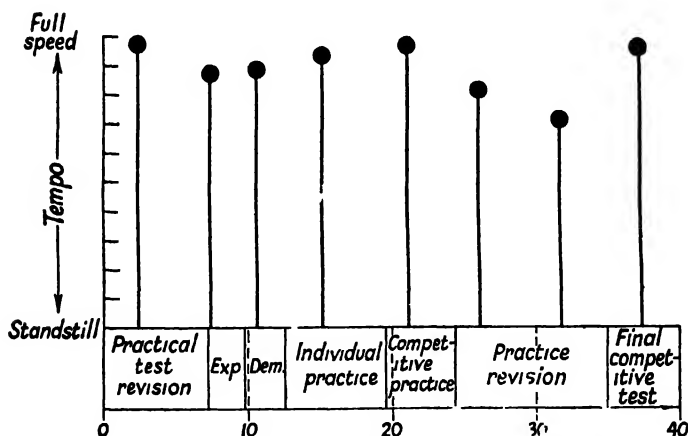 Full
speed
Tempo
Standstill
Practical
test
revision
Exp
Dem.
Individual
practice
Compet-
itive
practice
Practice
revision
Final
compet-
itive
test
0
10
20
30
40